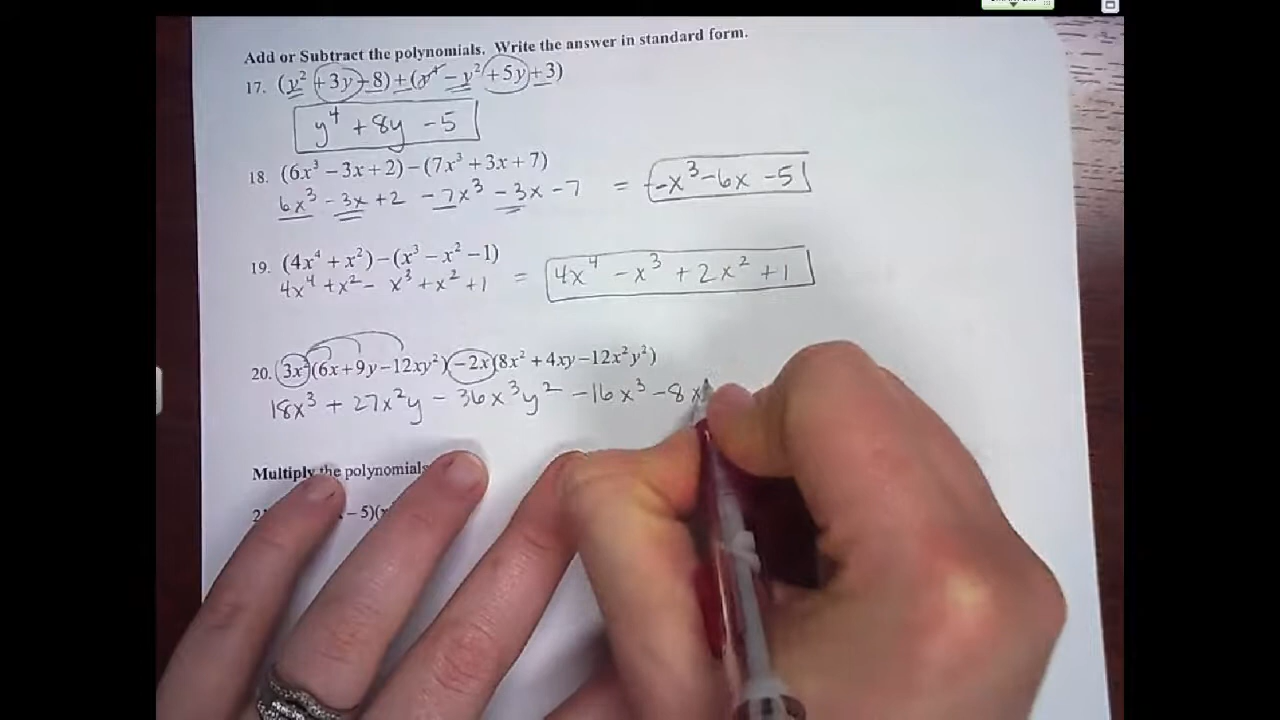 Add or Subtract the polynomials. Write the answer in standard form.
17. (y² + 3y − 8) + (y⁴ − y² + 5y + 3)
y⁴ + 8y − 5
18. (6x³ − 3x + 2) − (7x³ + 3x + 7)
6x³ − 3x + 2 − 7x³ − 3x − 7 = −x³ − 6x − 5
19. (4x⁴ + x²) − (x³ − x² − 1)
4x⁴ + x² − x³ + x² + 1 = 4x⁴ − x³ + 2x² + 1
20. 3x²(6x + 9y − 12xy²) − 2x(8x² + 4xy − 12x²y²)
18x³ + 27x²y − 36x³y² − 16x³ − 8x
Multiply the polynomials
− 5)(